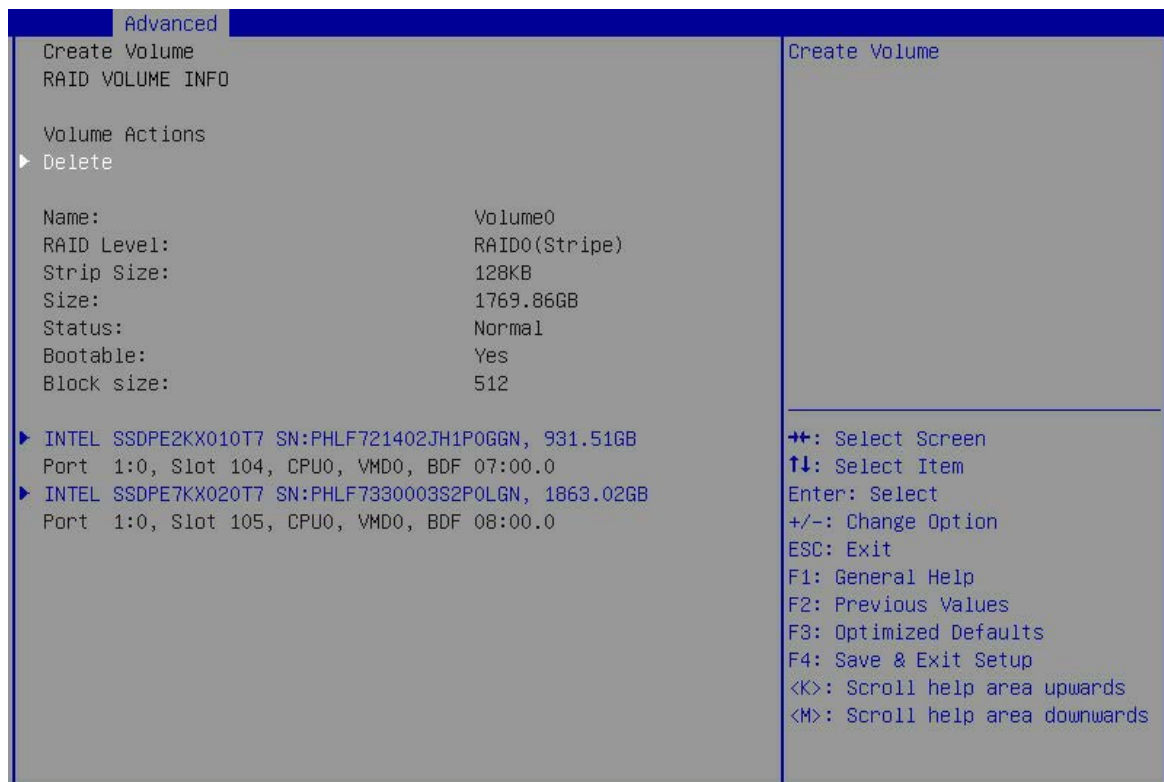 Advanced
Create Volume
RAID VOLUME INFO
Volume Actions
Delete
Name: Volume0
RAID Level: RAID0(Stripe)
Strip Size: 128KB
Size: 1769.86GB
Status: Normal
Bootable: Yes
Block size: 512
INTEL SSDPE2KX010T7 SN:PHLF721402JH1P0GGN, 931.51GB
Port 1:0, Slot 104, CPU0, VMD0, BDF 07:00.0
INTEL SSDPE7KX020T7 SN:PHLF7330003S2P0LGN, 1863.02GB
Port 1:0, Slot 105, CPU0, VMD0, BDF 08:00.0
Create Volume
→←: Select Screen
↑↓: Select Item
Enter: Select
+/-: Change Option
ESC: Exit
F1: General Help
F2: Previous Values
F3: Optimized Defaults
F4: Save & Exit Setup
<K>: Scroll help area upwards
<M>: Scroll help area downwards